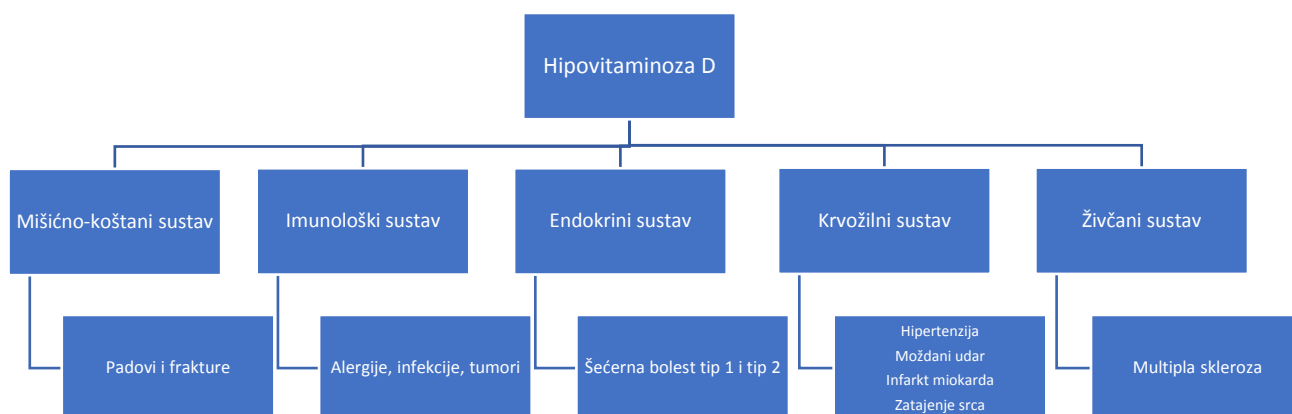 Hipovitaminoza D
Mišićno-koštani sustav
Imunološki sustav
Endokrini sustav
Krvožilni sustav
Živčani sustav
Padovi i frakture
Alergije, infekcije, tumori
Šećerna bolest tip 1 i tip 2
Hipertenzija
Moždani udar
Infarkt miokarda
Zatajenje srca
Multipla skleroza